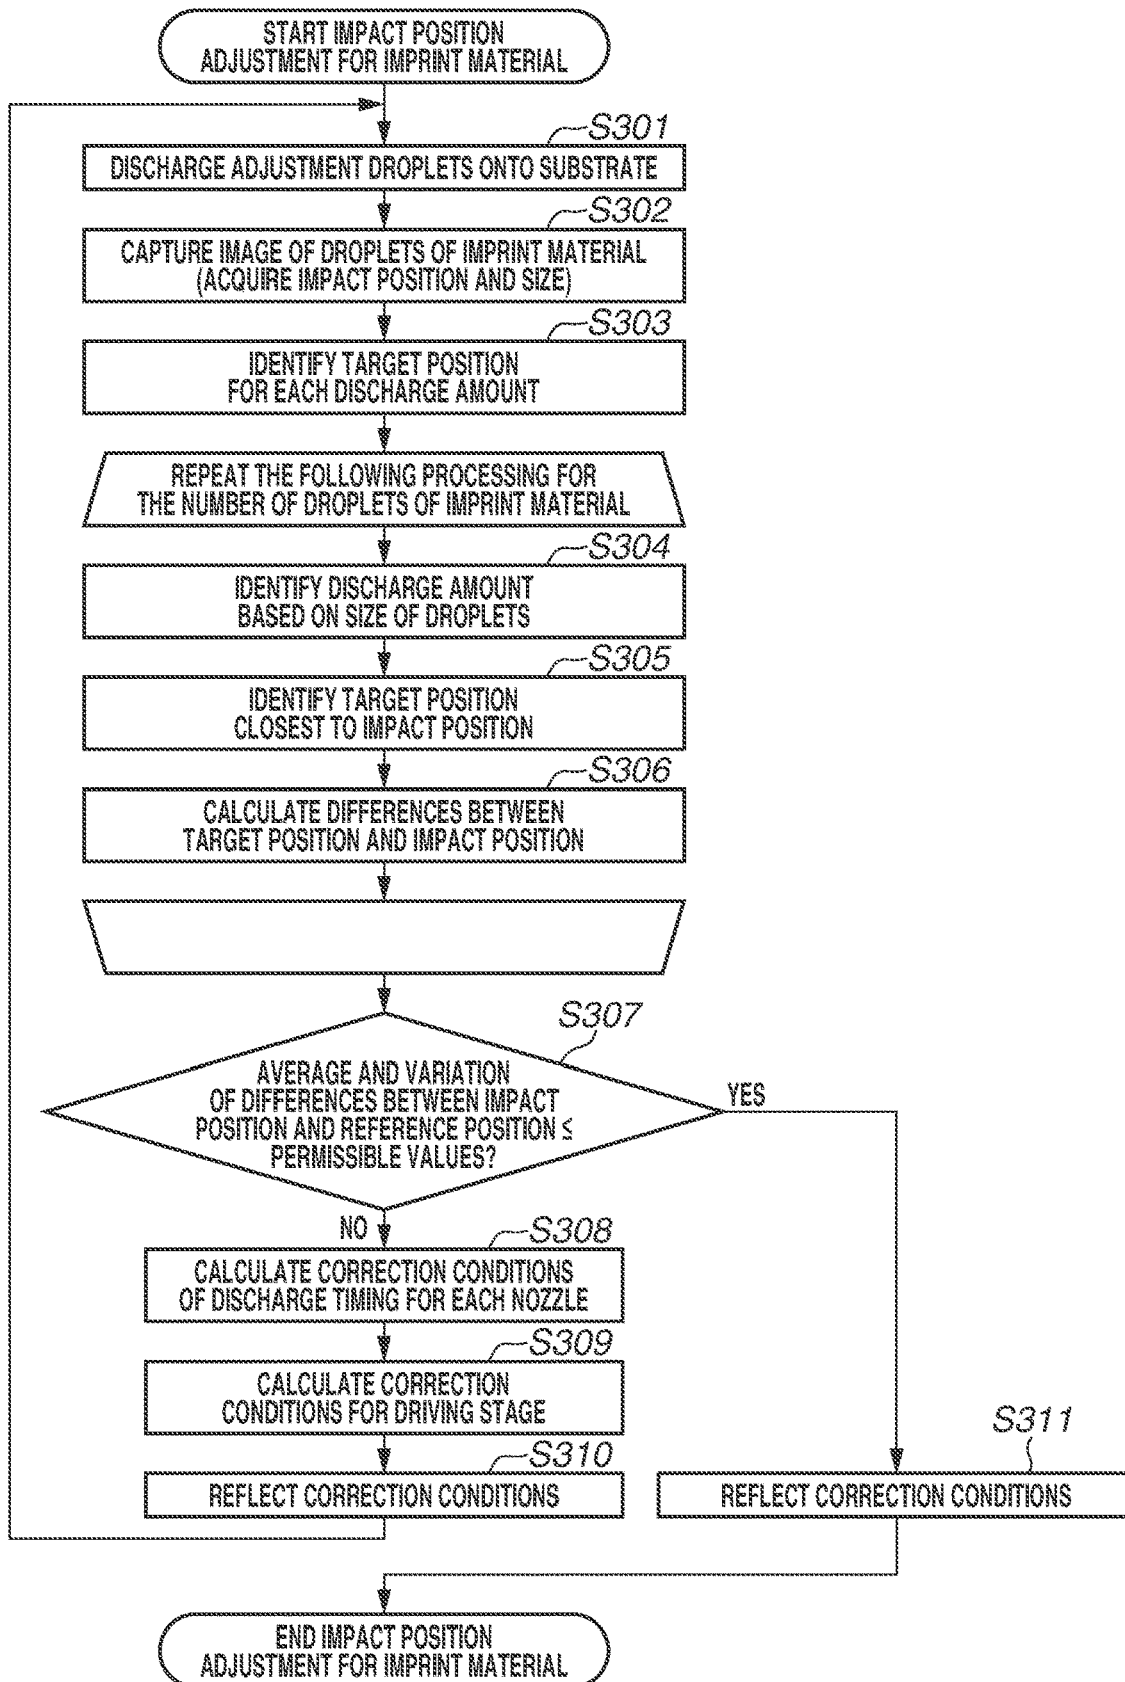 START IMPACT POSITION
ADJUSTMENT FOR IMPRINT MATERIAL
S301
DISCHARGE ADJUSTMENT DROPLETS ONTO SUBSTRATE
S302
CAPTURE IMAGE OF DROPLETS OF IMPRINT MATERIAL
(ACQUIRE IMPACT POSITION AND SIZE)
S303
IDENTIFY TARGET POSITION
FOR EACH DISCHARGE AMOUNT
REPEAT THE FOLLOWING PROCESSING FOR
THE NUMBER OF DROPLETS OF IMPRINT MATERIAL
S304
IDENTIFY DISCHARGE AMOUNT
BASED ON SIZE OF DROPLETS
S305
IDENTIFY TARGET POSITION
CLOSEST TO IMPACT POSITION
S306
CALCULATE DIFFERENCES BETWEEN
TARGET POSITION AND IMPACT POSITION
S307
AVERAGE AND VARIATION
OF DIFFERENCES BETWEEN IMPACT
POSITION AND REFERENCE POSITION ≤
PERMISSIBLE VALUES?
YES
NO
S308
CALCULATE CORRECTION CONDITIONS
OF DISCHARGE TIMING FOR EACH NOZZLE
S309
CALCULATE CORRECTION
CONDITIONS FOR DRIVING STAGE
S310
REFLECT CORRECTION CONDITIONS
S311
REFLECT CORRECTION CONDITIONS
END IMPACT POSITION
ADJUSTMENT FOR IMPRINT MATERIAL